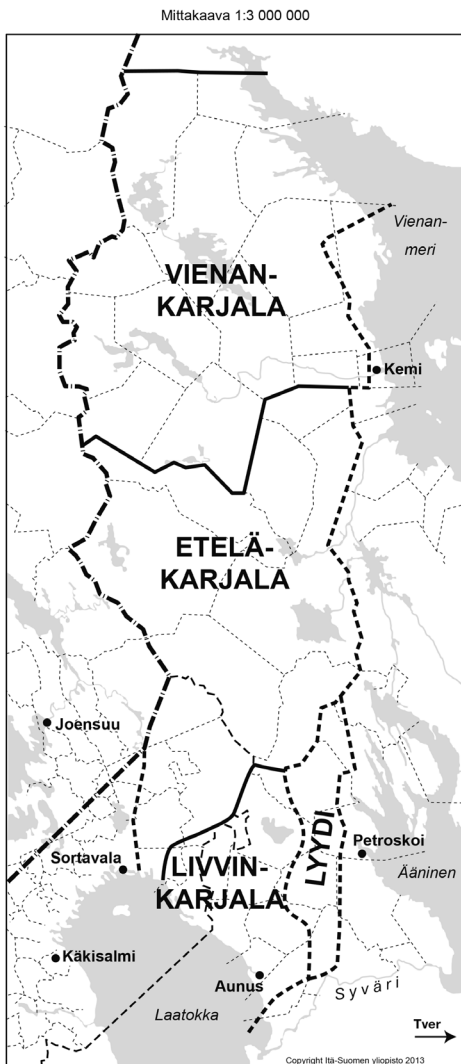 Mittakaava 1:3 000 000
Vienan-
meri
VIENAN-
KARJALA
Kemi
ETELÄ-
KARJALA
Joensuu
LYYDI
Petroskoi
Sortavala
LIVVIN-
KARJALA
Ääninen
Käkisalmi
Aunus
Syväri
Laatokka
Tver
Copyright Itä-Suomen yliopisto 2013